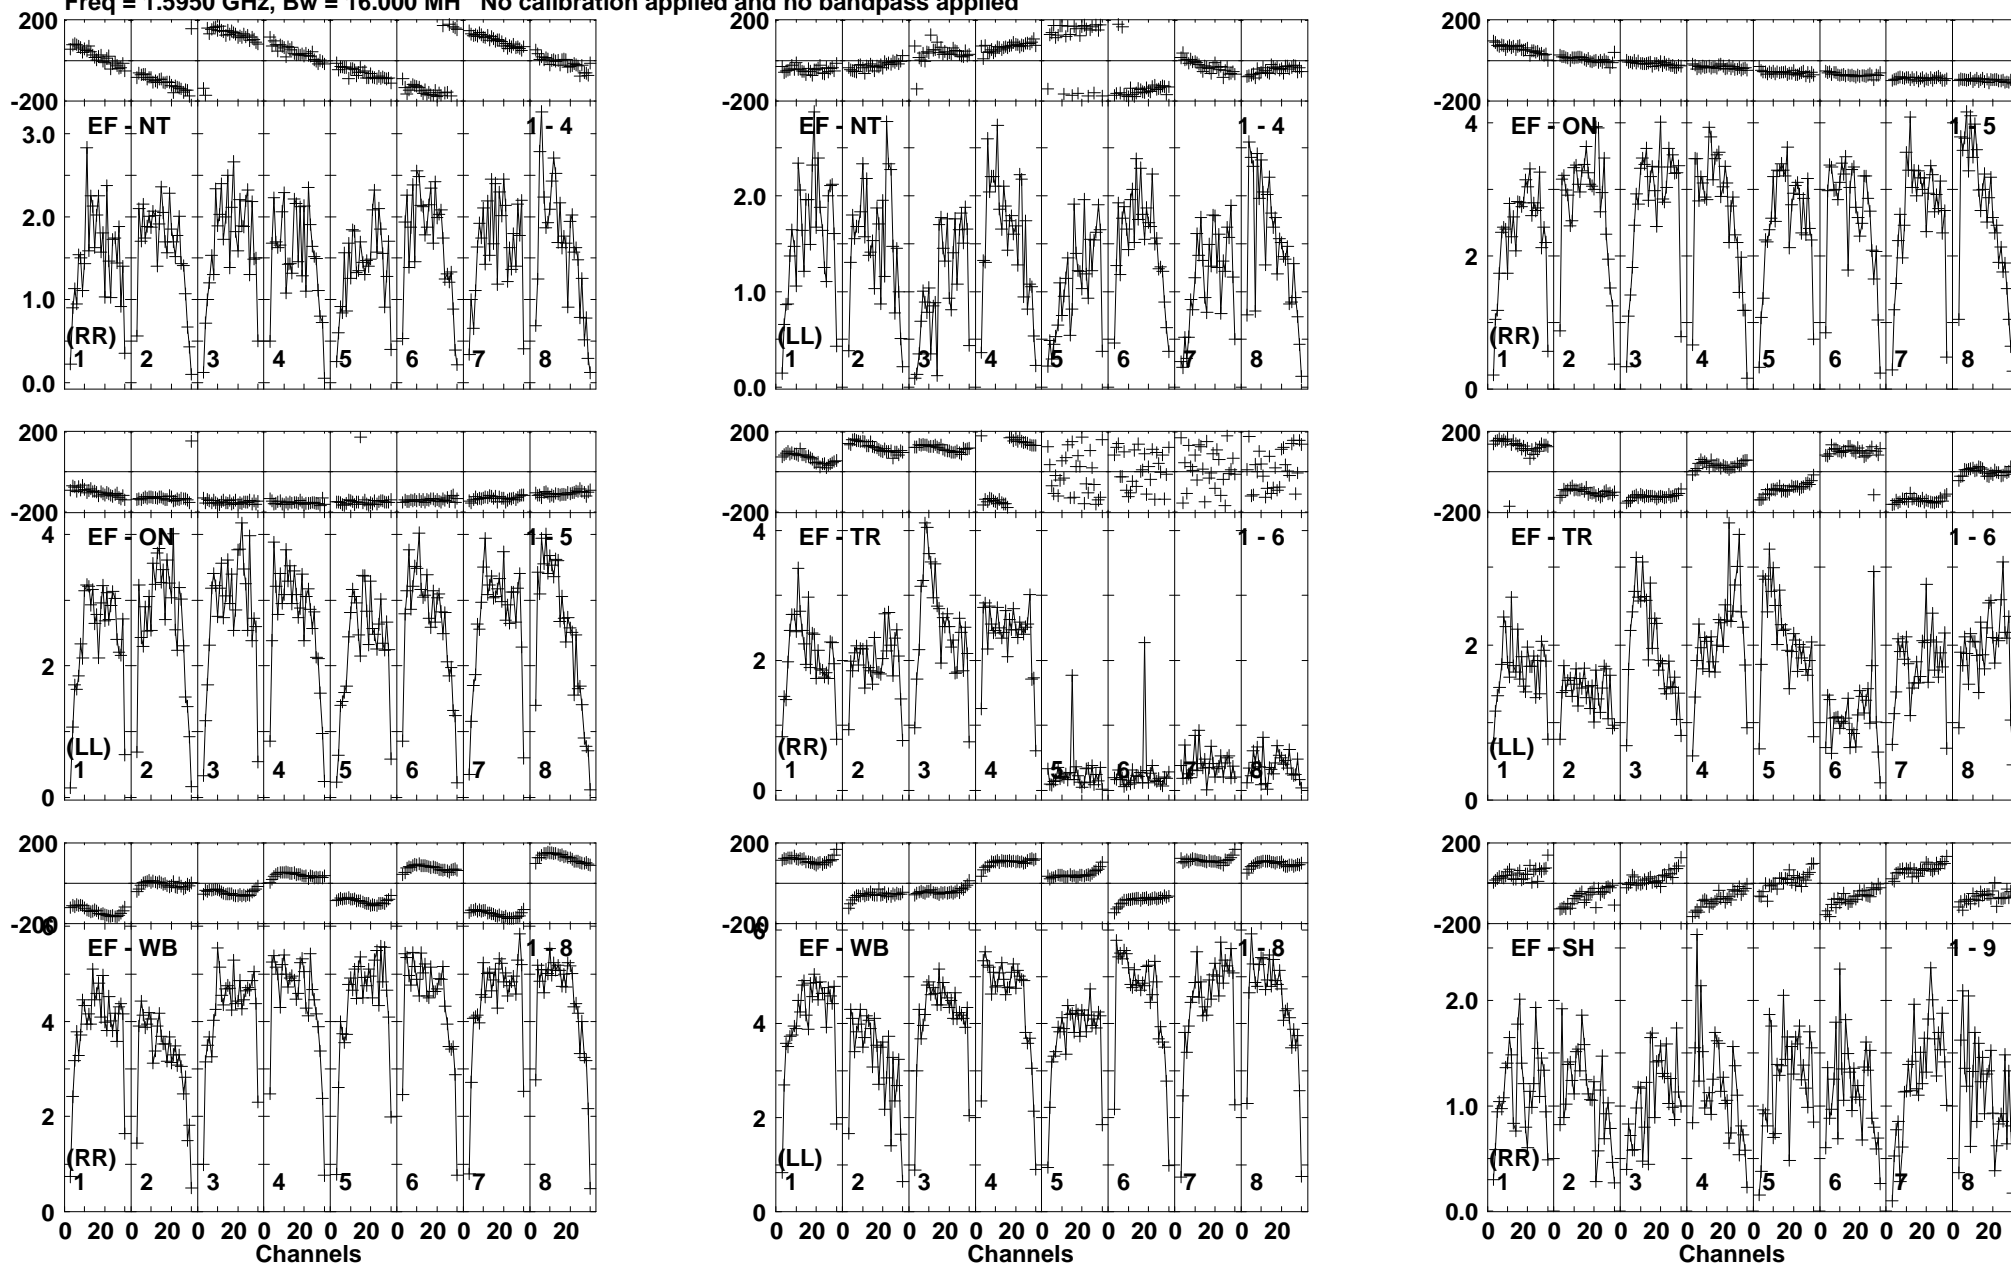 Freq = 1.5950 GHz, Bw = 16.000 MH No calibration applied and no bandpass applied
200 200 200
-200 -200 -200
EF - NT 1 - 4 EF - NT 1 - 4 EF - ON 1 - 5
3.0 4
2.0 2.0
2
1.0 1.0
(RR) (LL) (RR)
1 2 3 4 5 6 7 8 1 2 3 4 5 6 7 8 1 2 3 4 5 6 7 8
0.0 0.0 0
200 200 200
-200 -200 -200
EF - ON 1 - 5 EF - TR 1 - 6 EF - TR 1 - 6
4 4
2 2 2
(LL) (RR) (LL)
1 2 3 4 5 6 7 8 1 2 3 4 5 6 7 8 1 2 3 4 5 6 7 8
0 0 0
200 200 200
-200 -200 -200
6 6
EF - WB 1 - 8 EF - WB 1 - 8 EF - SH 1 - 9
4 4 2.0
2 2 1.0
(RR) (LL) (RR)
1 2 3 4 5 6 7 8 1 2 3 4 5 6 7 8 1 2 3 4 5 6 7 8
0 0 0.0
0 20 0 20 0 20 0 20 0 20 0 20 0 20 0 20 0 20 0 20 0 20 0 20 0 20 0 20 0 20 0 20 0 20 0 20 0 20 0 20 0 20 0 20 0 20 0 20
Channels Channels Channels